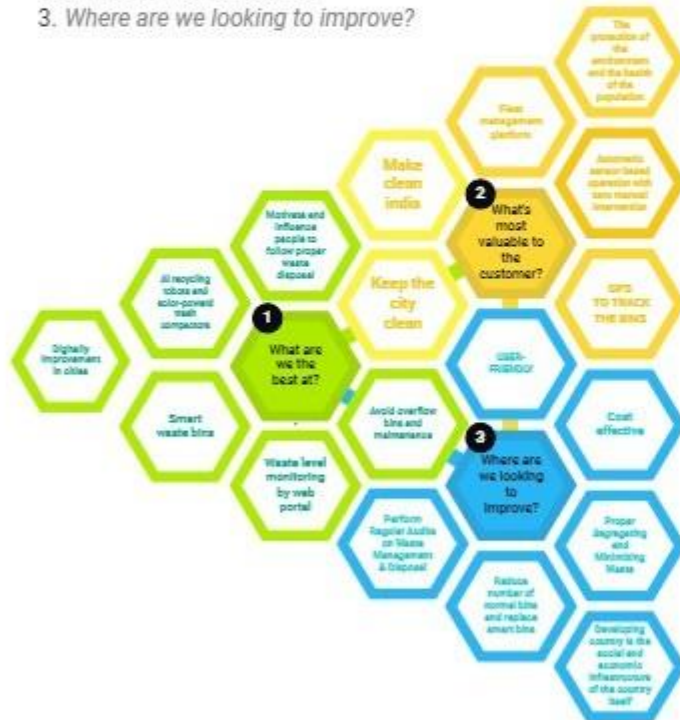 3. Where are we looking to improve?
The
protection of
the
environment
and the health
of the
population
Fleet
management
platform
Make
clean
india
Automatic
sensor based
operation with
zero manual
intervention
2
What's
most
valuable to
the
customer?
Motivate and
influence
people to
follow proper
waste
disposal
Keep the
city
clean
GPS
TO TRACK
THE BINS
AI recycling
robots and
solar-powered
trash
compactors
1
What are
we the
best at?
USER-
FRIENDLY
Digitally
improvement
in cities
Smart
waste bins
Avoid overflow
bins and
maintenance
Cost
effective
3
Where are
we looking
to
improve?
Waste level
monitoring
by web
portal
Perform
Regular Audits
on Waste
Management
& Disposal
Proper
Segregating
and
Minimizing
Waste
Reduce
number of
normal bins
and replace
smart bins
Developing
country is the
social and
economic
infrastructure
of the country
itself